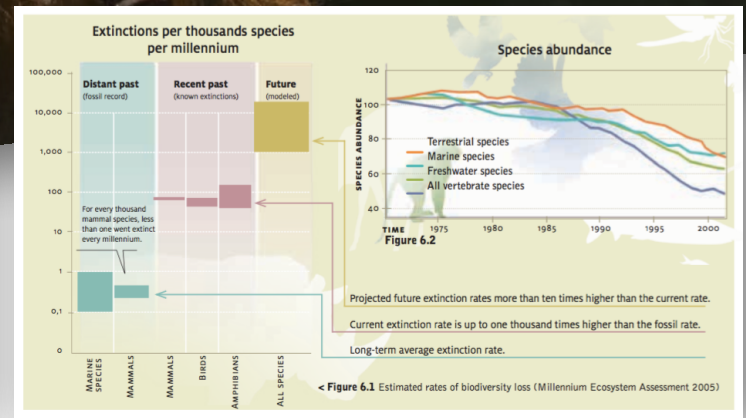 Extinctions per thousands species
per millennium
100,000
10,000
1,000
100
10
1
0,1
0
Distant past
(fossil record)
Recent past
(known extinctions)
Future
(modeled)
For every thousand
mammal species, less
than one went extinct
every millennium.
MARINE
SPECIES
MAMMALS
MAMMALS
BIRDS
AMPHIBIANS
ALL SPECIES
Species abundance
SPECIES ABUNDANCE
120
100
80
60
40
Terrestrial species
Marine species
Freshwater species
All vertebrate species
TIME
1975
1980
1985
1990
1995
2000
Figure 6.2
Projected future extinction rates more than ten times higher than the current rate.
Current extinction rate is up to one thousand times higher than the fossil rate.
Long-term average extinction rate.
< Figure 6.1 Estimated rates of biodiversity loss (Millennium Ecosystem Assessment 2005)